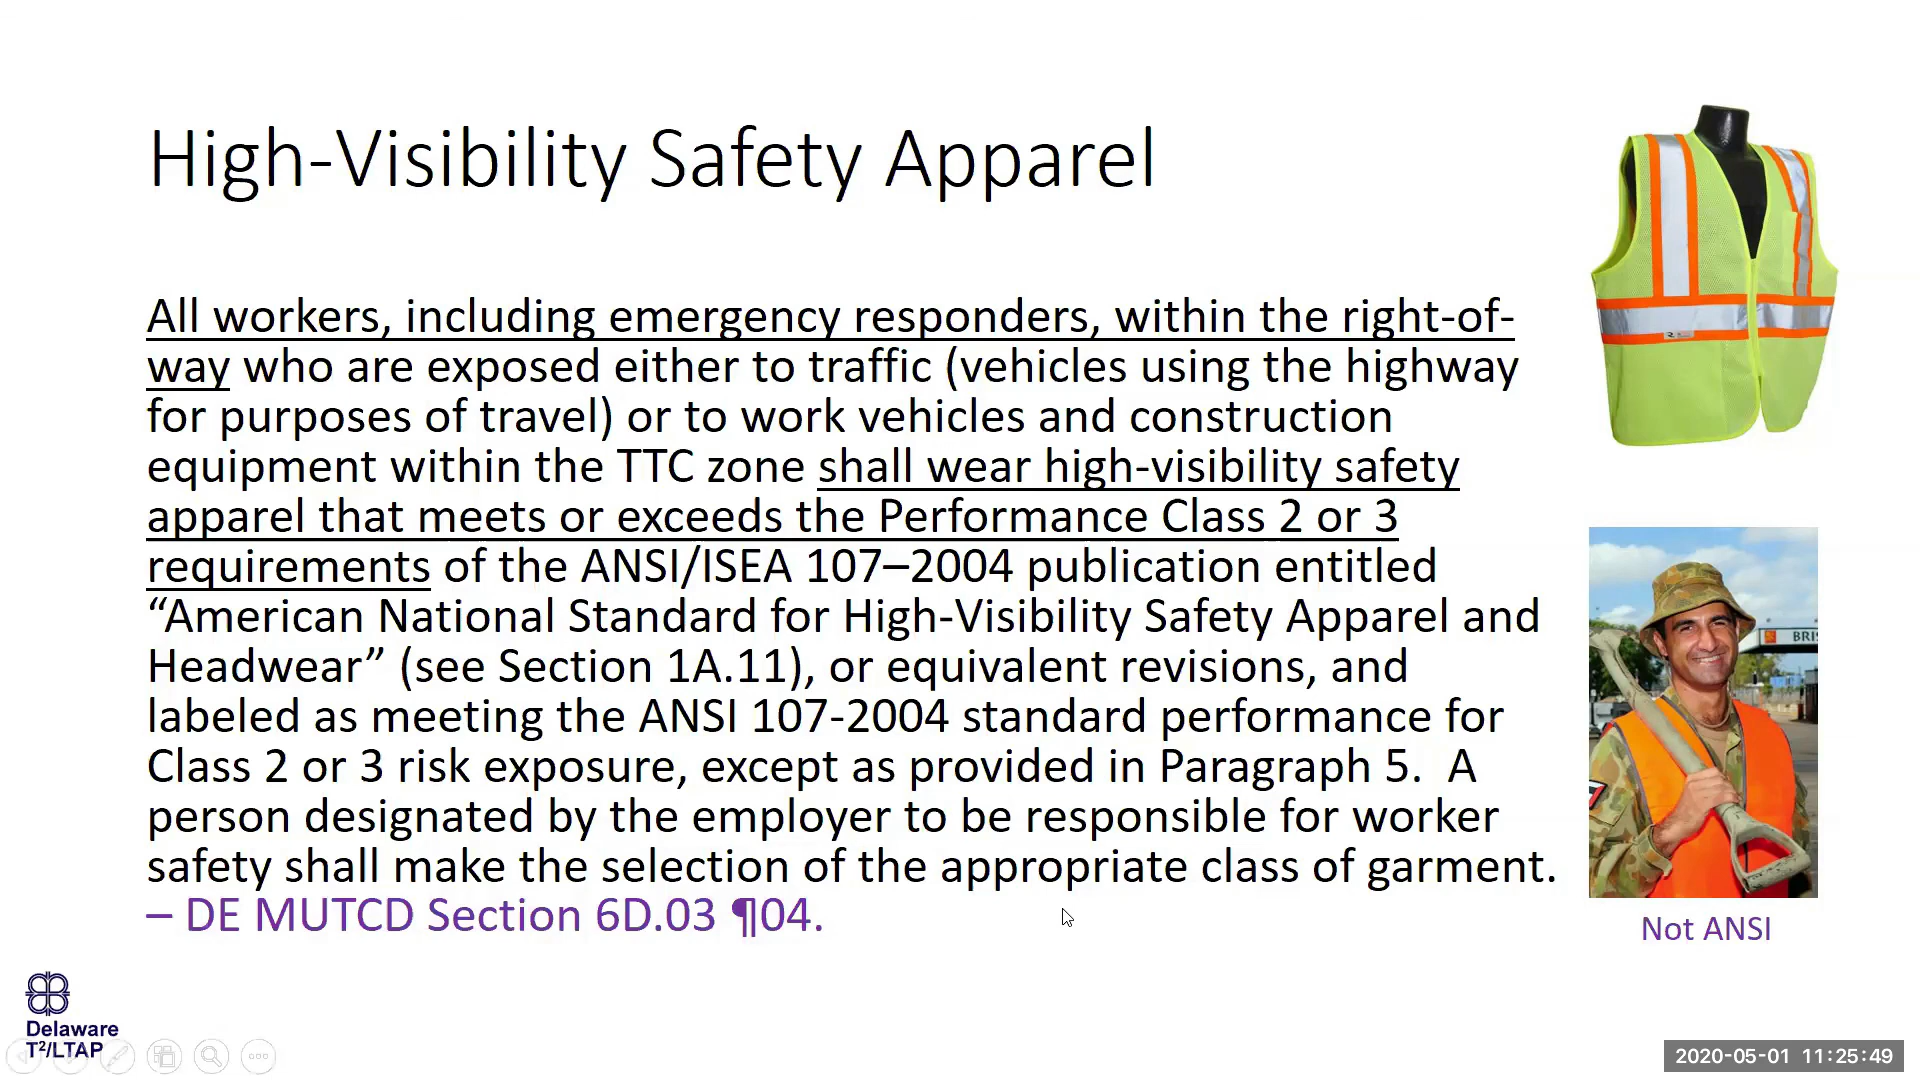 High-Visibility Safety Apparel
All workers, including emergency responders, within the right-of-
way who are exposed either to traffic (vehicles using the highway
for purposes of travel) or to work vehicles and construction
equipment within the TTC zone shall wear high-visibility safety
apparel that meets or exceeds the Performance Class 2 or 3
requirements of the ANSI/ISEA 107–2004 publication entitled
“American National Standard for High-Visibility Safety Apparel and
Headwear” (see Section 1A.11), or equivalent revisions, and
labeled as meeting the ANSI 107-2004 standard performance for
Class 2 or 3 risk exposure, except as provided in Paragraph 5.  A
person designated by the employer to be responsible for worker
safety shall make the selection of the appropriate class of garment.
– DE MUTCD Section 6D.03 ¶04.
BRIS
Not ANSI
Delaware
T²/LTAP
2020-05-01 11:25:49